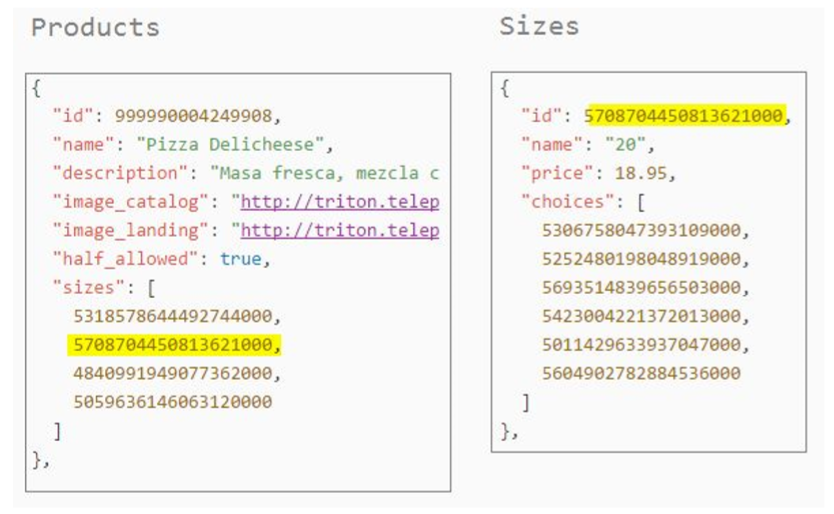 Products
{
"id": 999990004249908,
"name": "Pizza Delicheese",
"description": "Masa fresca, mezcla c
"image_catalog": "http://triton.telep
"image_landing": "http://triton.telep
"half_allowed": true,
"sizes": [
5318578644492744000,
5708704450813621000,
4840991949077362000,
5059636146063120000
]
},
Sizes
{
"id": 5708704450813621000,
"name": "20",
"price": 18.95,
"choices": [
5306758047393109000,
5252480198048919000,
5693514839656503000,
5423004221372013000,
5011429633937047000,
5604902782884536000
]
},